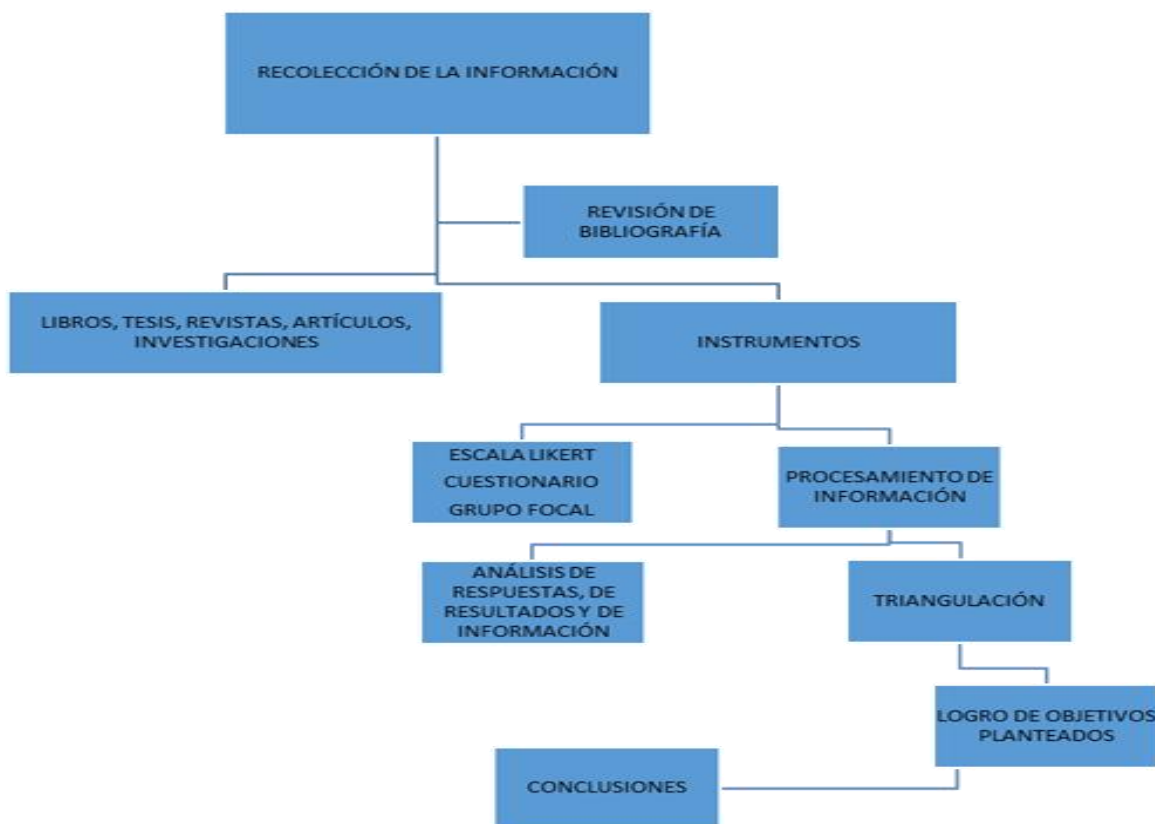 RECOLECCIÓN DE LA INFORMACIÓN
REVISIÓN DE
BIBLIOGRAFÍA
LIBROS, TESIS, REVISTAS, ARTÍCULOS,
INVESTIGACIONES
INSTRUMENTOS
ESCALA LIKERT
CUESTIONARIO
GRUPO FOCAL
PROCESAMIENTO DE
INFORMACIÓN
ANÁLISIS DE
RESPUESTAS, DE
RESULTADOS Y DE
INFORMACIÓN
TRIANGULACIÓN
LOGRO DE OBJETIVOS
PLANTEADOS
CONCLUSIONES